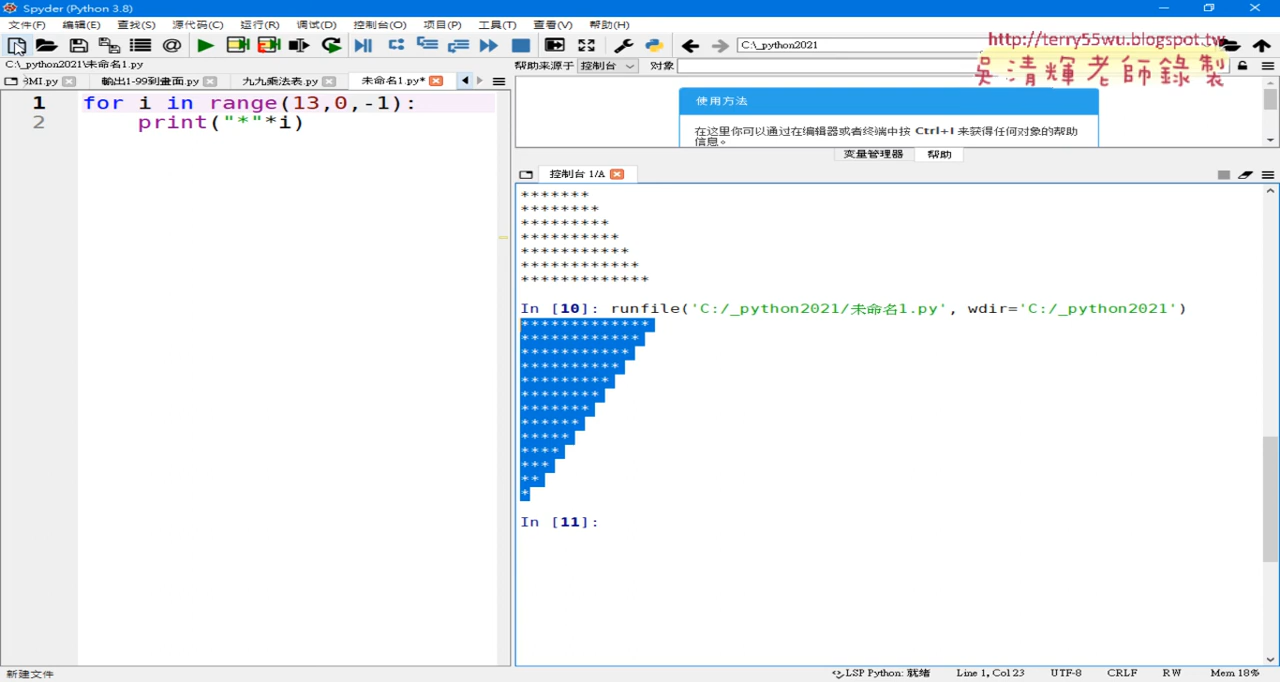 Spyder (Python 3.8)
文件(F) 编辑(E) 查找(S) 源代码(C) 运行(R) 调试(D) 控制台(O) 项目(P) 工具(T) 查看(V) 帮助(H)
C:\_python2021
http://terry55wu.blogspot.tw
吳清輝老師錄製
C:\_python2021\未命名1.py
3MI.py 輸出1-99到畫面.py 九九乘法表.py 未命名1.py*
帮助来源于 控制台 对象
1 for i in range(13,0,-1):
2 print("*"*i)
使用方法
在这里你可以通过在编辑器或者终端中按 Ctrl+I 来获得任何对象的帮助
信息。
变量管理器 帮助
控制台 1/A
*******
********
*********
**********
***********
************
*************
In [10]: runfile('C:/_python2021/未命名1.py', wdir='C:/_python2021')
*************
************
***********
**********
*********
********
*******
******
*****
****
***
**
*
In [11]:
新建文件
LSP Python: 就绪 Line 1, Col 23 UTF-8 CRLF RW Mem 18%